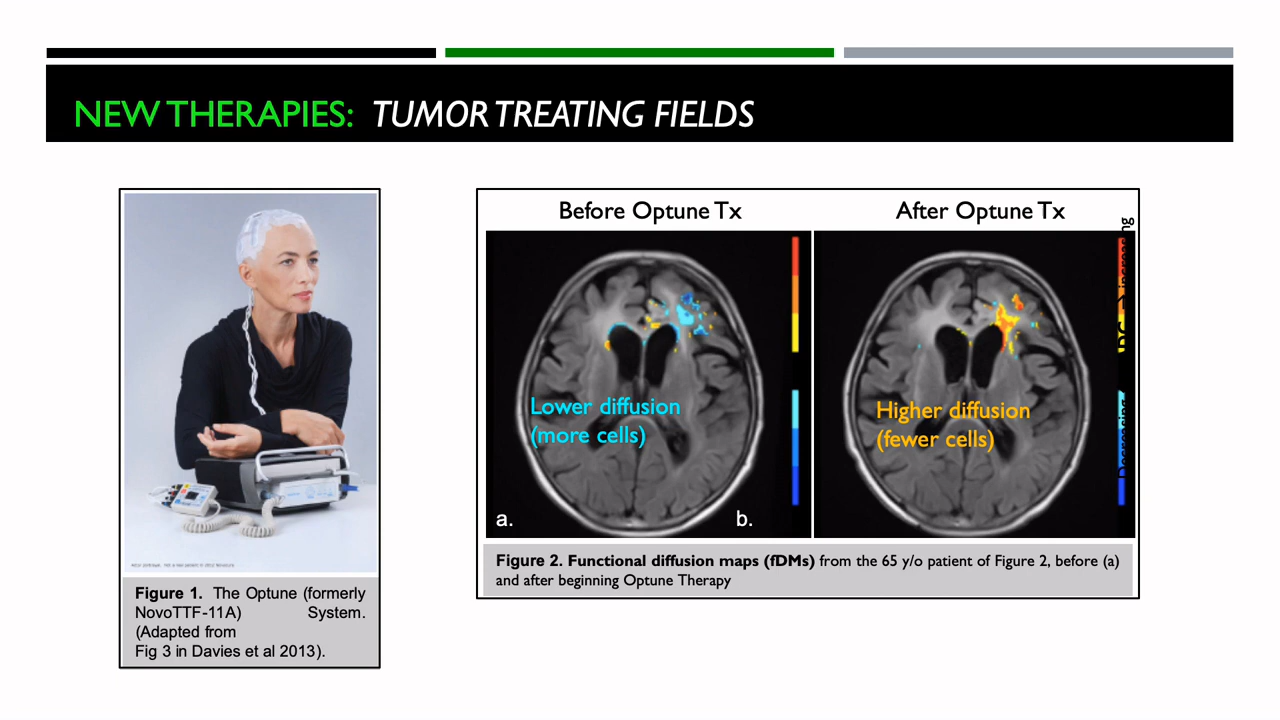 NEW THERAPIES: TUMOR TREATING FIELDS
Figure 1. The Optune (formerly
NovoTTF-11A) System.
(Adapted from
Fig 3 in Davies et al 2013).
Before Optune Tx
After Optune Tx
Lower diffusion
(more cells)
Higher diffusion
(fewer cells)
a.
b.
Figure 2. Functional diffusion maps (fDMs) from the 65 y/o patient of Figure 2, before (a)
and after beginning Optune Therapy